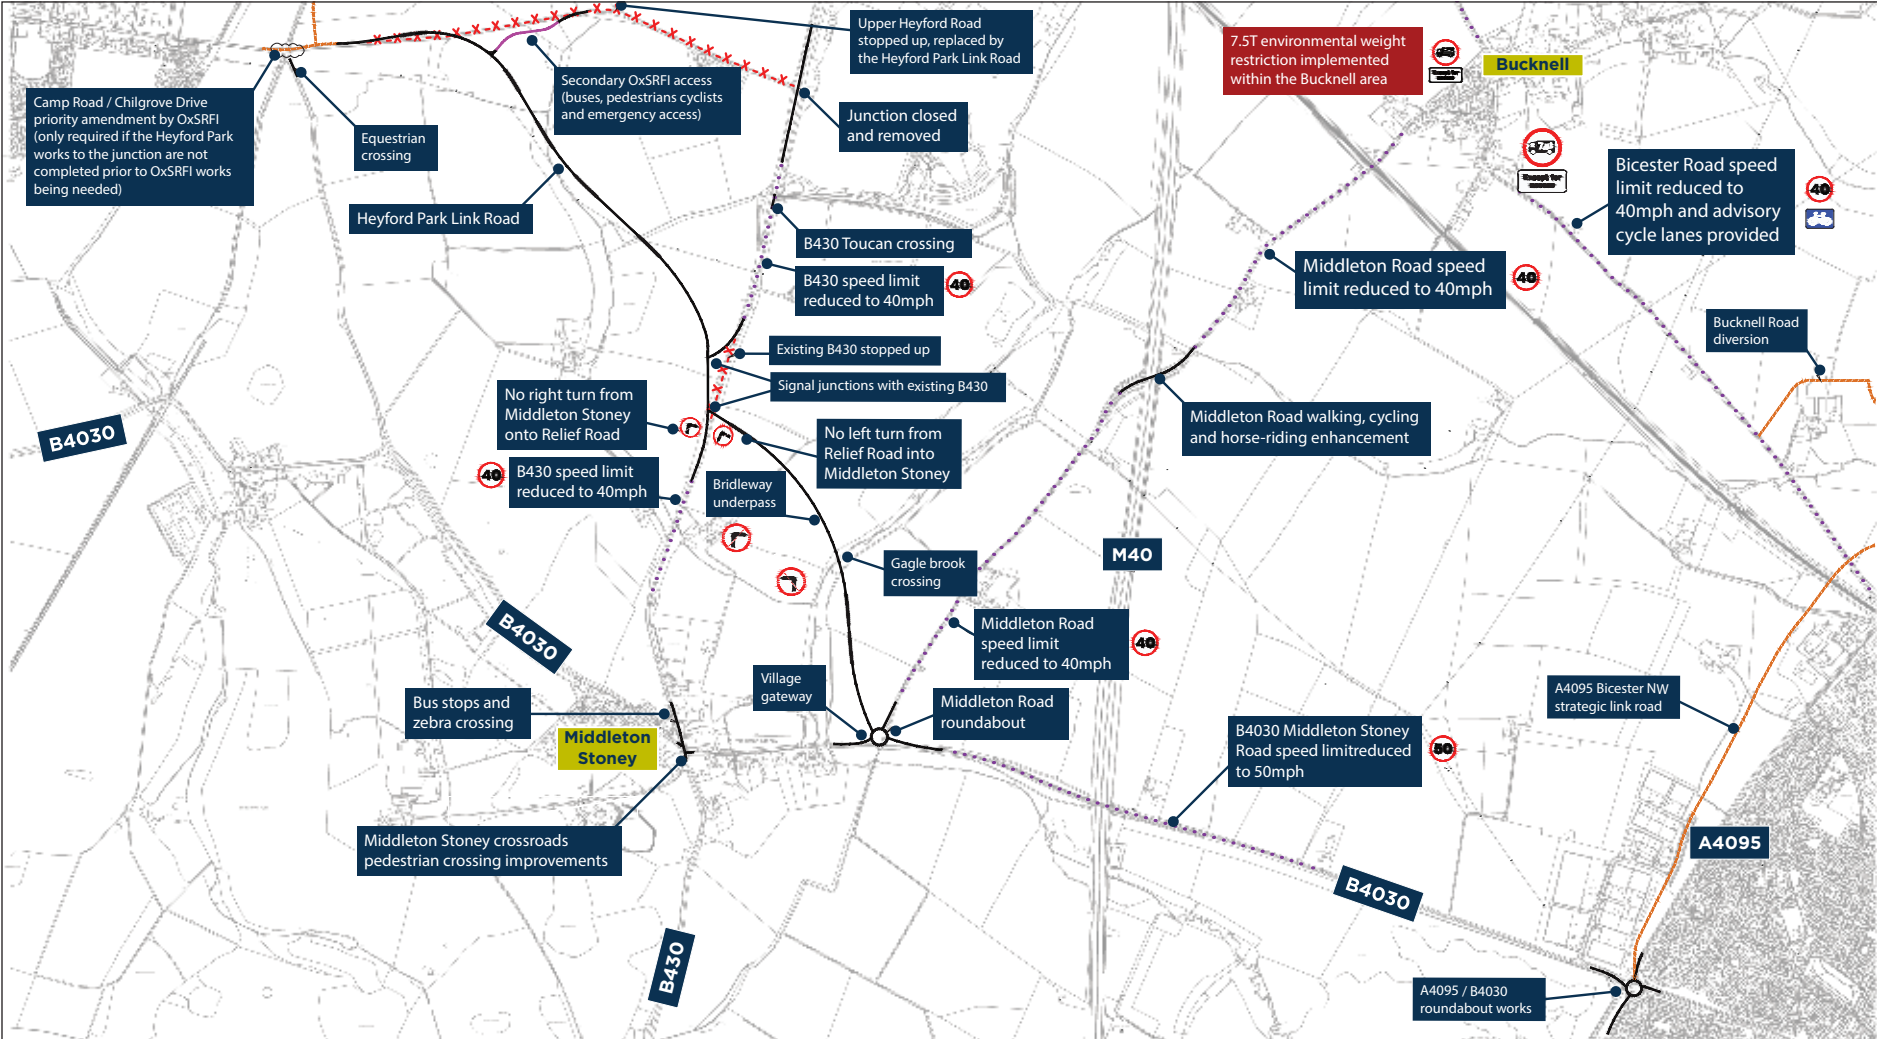 Upper Heyford Road
stopped up, replaced by
the Heyford Park Link Road
7.5T environmental weight
restriction implemented
within the Bucknell area
Bucknell
Secondary OxSRFI access
(buses, pedestrians cyclists
and emergency access)
Camp Road / Chilgrove Drive
priority amendment by OxSRFI
(only required if the Heyford Park
works to the junction are not
completed prior to OxSRFI works
being needed)
Equestrian
crossing
Junction closed
and removed
Except for
access
Bicester Road speed
limit reduced to
40mph and advisory
cycle lanes provided
40
Heyford Park Link Road
B430 Toucan crossing
B430 speed limit
reduced to 40mph
40
Middleton Road speed
limit reduced to 40mph
40
Bucknell Road
diversion
Existing B430 stopped up
Signal junctions with existing B430
No right turn from
Middleton Stoney
onto Relief Road
B4030
No left turn from
Relief Road into
Middleton Stoney
Middleton Road walking, cycling
and horse-riding enhancement
40
B430 speed limit
reduced to 40mph
Bridleway
underpass
M40
Gagle brook
crossing
B4030
Middleton Road
speed limit
reduced to 40mph
40
Village
gateway
Middleton Road
roundabout
Bus stops and
zebra crossing
A4095 Bicester NW
strategic link road
Middleton
Stoney
B4030 Middleton Stoney
Road speed limitreduced
to 50mph
50
Middleton Stoney crossroads
pedestrian crossing improvements
A4095
B4030
B430
A4095 / B4030
roundabout works